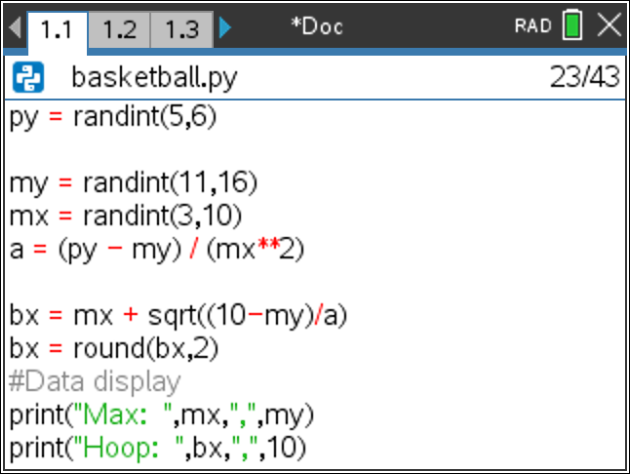 1.1 1.2 1.3 *Doc RAD
basketball.py 23/43
py = randint(5,6)
my = randint(11,16)
mx = randint(3,10)
a = (py − my) / (mx**2)
bx = mx + sqrt((10−my)/a)
bx = round(bx,2)
#Data display
print("Max:  ",mx,",",my)
print("Hoop:  ",bx,",",10)